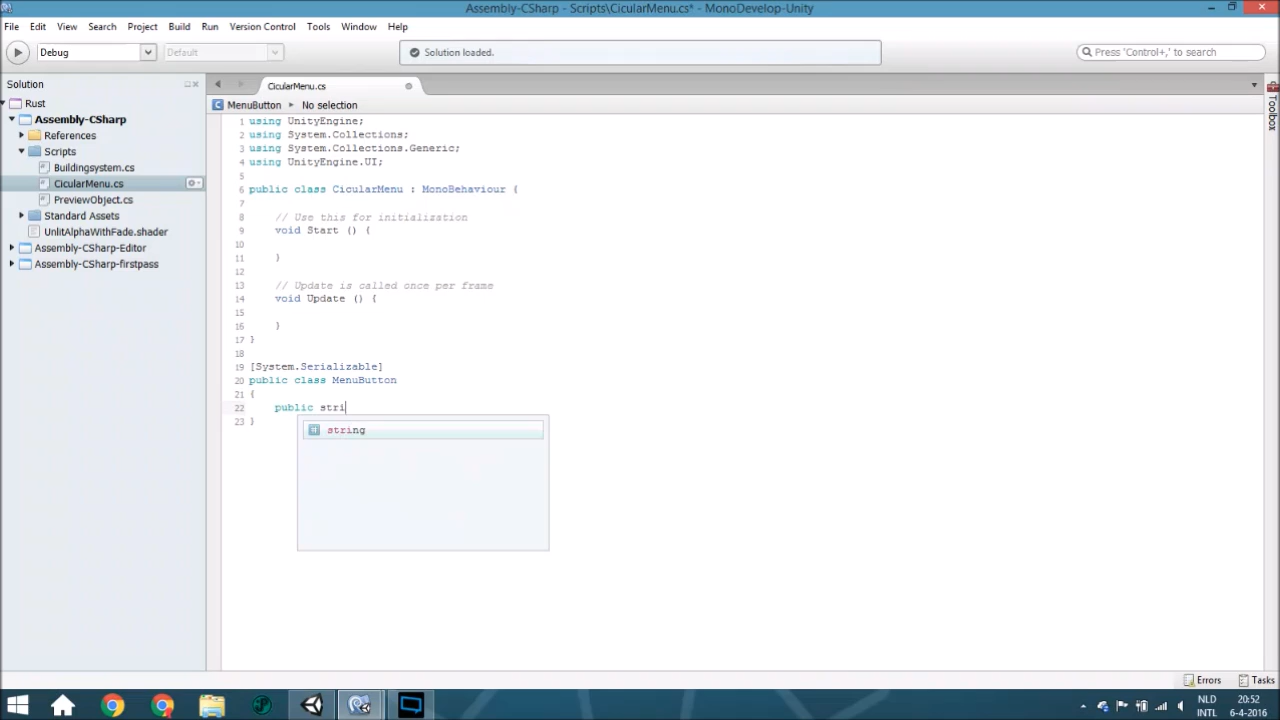 Assembly-CSharp - Scripts\CicularMenu.cs* - MonoDevelop-Unity
File Edit View Search Project Build Run Version Control Tools Window Help
Debug Default Solution loaded. Press 'Control+,' to search
Solution
CicularMenu.cs
Toolbox
Rust
Assembly-CSharp
References
Scripts
Buildingsystem.cs
CicularMenu.cs
PreviewObject.cs
Standard Assets
UnlitAlphaWithFade.shader
Assembly-CSharp-Editor
Assembly-CSharp-firstpass
MenuButton No selection
1 using UnityEngine;
2 using System.Collections;
3 using System.Collections.Generic;
4 using UnityEngine.UI;
5
6 public class CicularMenu : MonoBehaviour {
7
8 // Use this for initialization
9 void Start () {
10
11 }
12
13 // Update is called once per frame
14 void Update () {
15
16 }
17 }
18
19 [System.Serializable]
20 public class MenuButton
21 {
22 public stri
23 }
string
Errors Tasks
NLD 20:52
INTL 6-4-2016